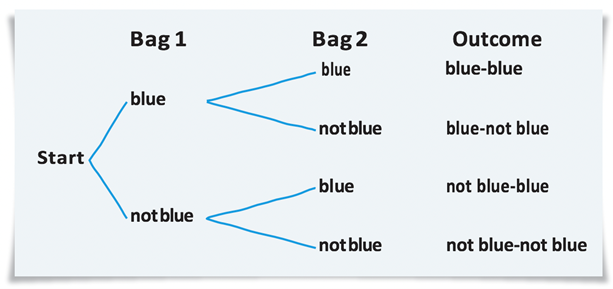 Bag 1 Bag 2 Outcome
blue blue-blue
blue
not blue blue-not blue
Start
blue not blue-blue
not blue
not blue not blue-not blue